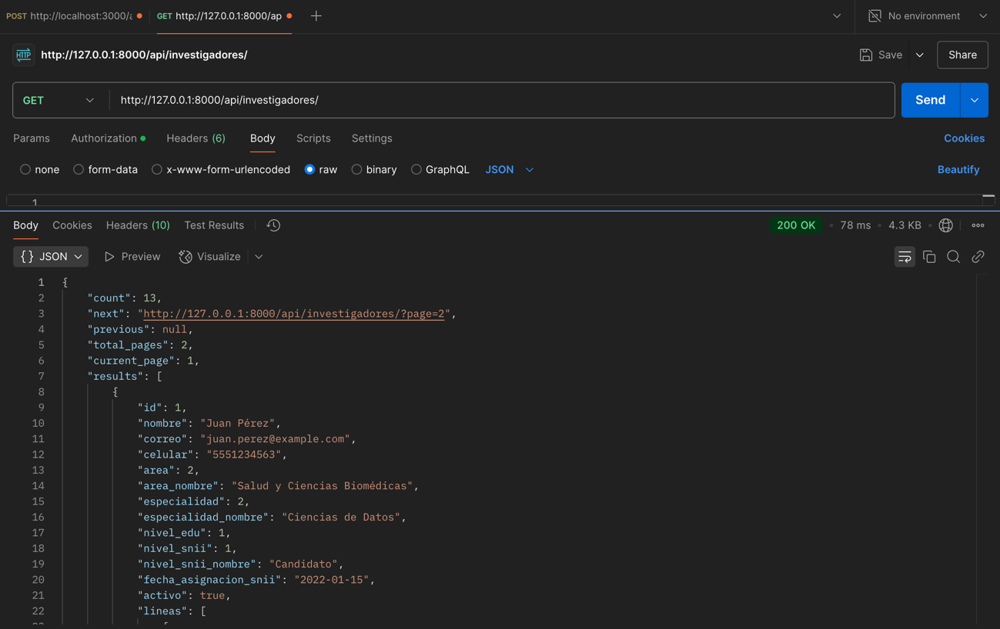 POST http://localhost:3000/a GET http://127.0.0.1:8000/ap No environment
HTTP http://127.0.0.1:8000/api/investigadores/ Save Share
GET http://127.0.0.1:8000/api/investigadores/ Send
Params Authorization Headers (6) Body Scripts Settings Cookies
none form-data x-www-form-urlencoded raw binary GraphQL JSON Beautify
1
Body Cookies Headers (10) Test Results 200 OK • 78 ms • 4.3 KB •
{} JSON Preview Visualize
1 {
2 "count": 13,
3 "next": "http://127.0.0.1:8000/api/investigadores/?page=2",
4 "previous": null,
5 "total_pages": 2,
6 "current_page": 1,
7 "results": [
8 {
9 "id": 1,
10 "nombre": "Juan Pérez",
11 "correo": "juan.perez@example.com",
12 "celular": "5551234563",
13 "area": 2,
14 "area_nombre": "Salud y Ciencias Biomédicas",
15 "especialidad": 2,
16 "especialidad_nombre": "Ciencias de Datos",
17 "nivel_edu": 1,
18 "nivel_snii": 1,
19 "nivel_snii_nombre": "Candidato",
20 "fecha_asignacion_snii": "2022-01-15",
21 "activo": true,
22 "lineas": [